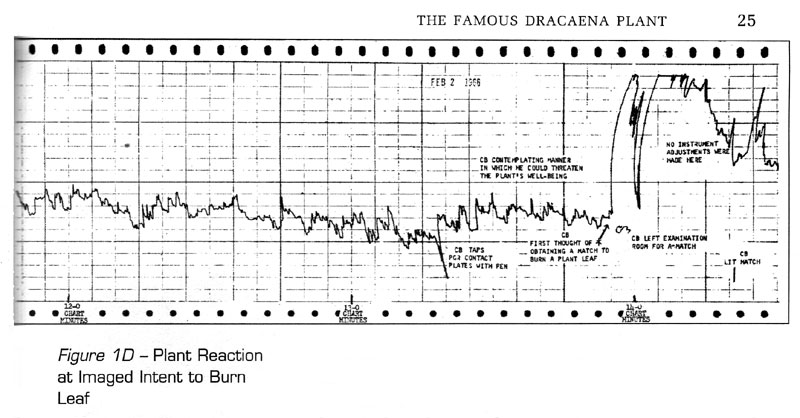 THE FAMOUS DRACAENA PLANT 25
FEB 2 1966
CB CONTEMPLATING MANNER
IN WHICH HE COULD THREATEN
THE PLANT'S WELL-BEING
NO INSTRUMENT
ADJUSTMENTS WERE
MADE HERE
CB TAPS
PGR CONTACT
PLATES WITH PEN
CB
FIRST THOUGHT OF
OBTAINING A MATCH TO
BURN A PLANT LEAF
CB LEFT EXAMINATION
ROOM FOR A MATCH
CB
LIT MATCH
12-0
CHART
MINUTES
13-0
CHART
MINUTES
14-0
CHART
MINUTES
Figure 1D – Plant Reaction
at Imaged Intent to Burn
Leaf